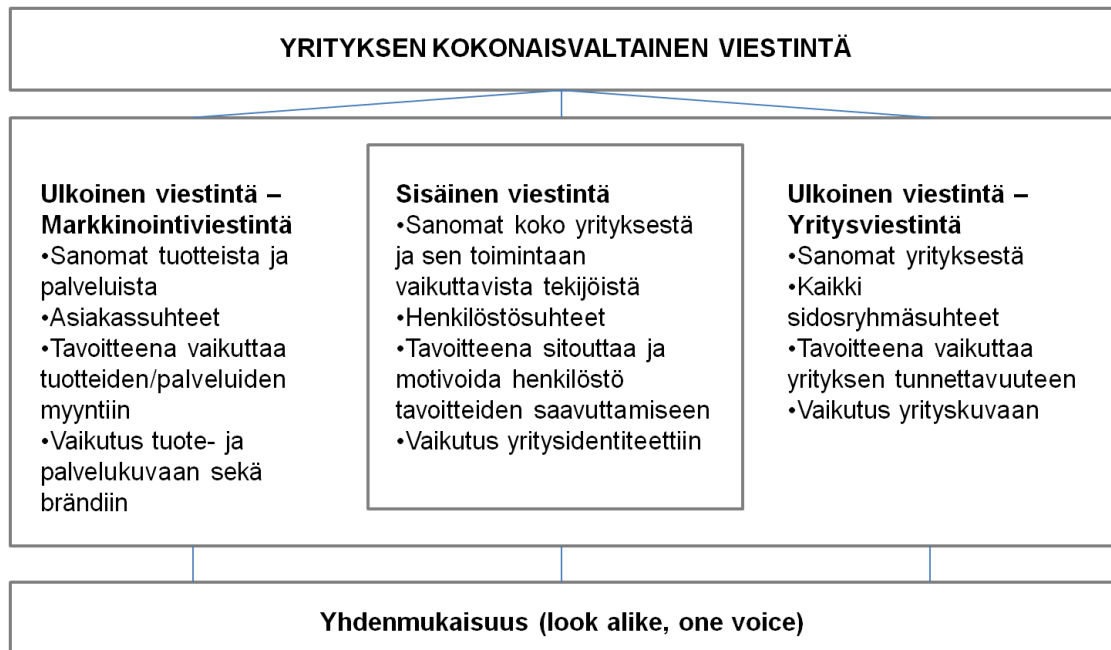 YRITYKSEN KOKONAISVALTAINEN VIESTINTÄ
Ulkoinen viestintä –
Markkinointiviestintä
•Sanomat tuotteista ja
palveluista
•Asiakassuhteet
•Tavoitteena vaikuttaa
tuotteiden/palveluiden
myyntiin
•Vaikutus tuote- ja
palvelukuvaan sekä
brändiin
Sisäinen viestintä
•Sanomat koko yrityksestä
ja sen toimintaan
vaikuttavista tekijöistä
•Henkilöstösuhteet
•Tavoitteena sitouttaa ja
motivoida henkilöstö
tavoitteiden saavuttamiseen
•Vaikutus yritysidentiteettiin
Ulkoinen viestintä –
Yritysviestintä
•Sanomat yrityksestä
•Kaikki
sidosryhmäsuhteet
•Tavoitteena vaikuttaa
yrityksen tunnettavuuteen
•Vaikutus yrityskuvaan
Yhdenmukaisuus (look alike, one voice)